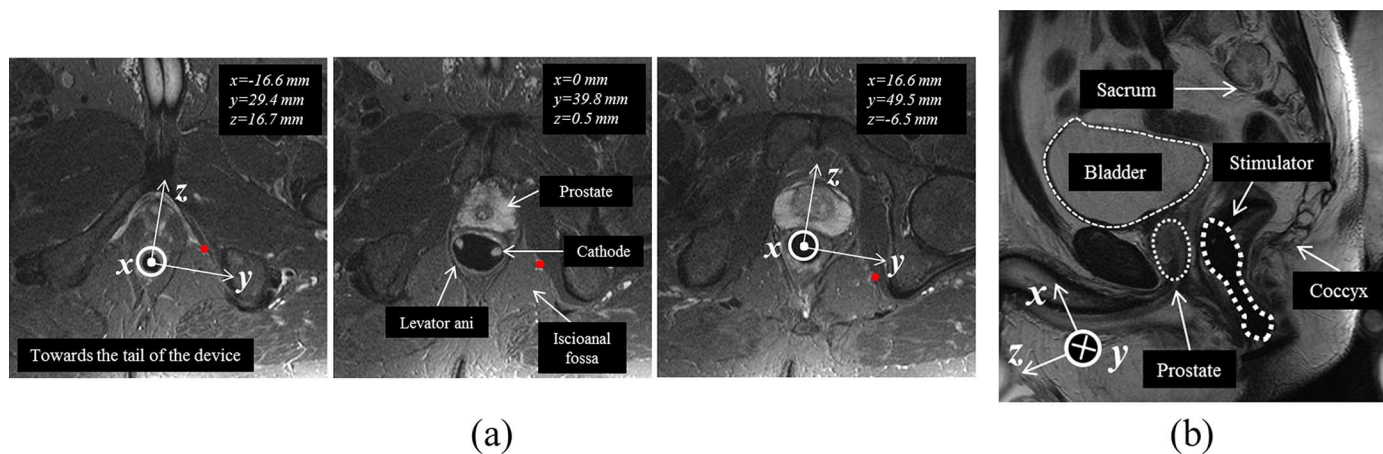 x=-16.6 mm
y=29.4 mm
z=16.7 mm
z
x
y
Towards the tail of the device
x=0 mm
y=39.8 mm
z=0.5 mm
Prostate
Cathode
Levator ani
Iscioanal
fossa
x=16.6 mm
y=49.5 mm
z=-6.5 mm
z
x
y
(a)
Sacrum
Stimulator
Bladder
Coccyx
x
z
y
Prostate
(b)